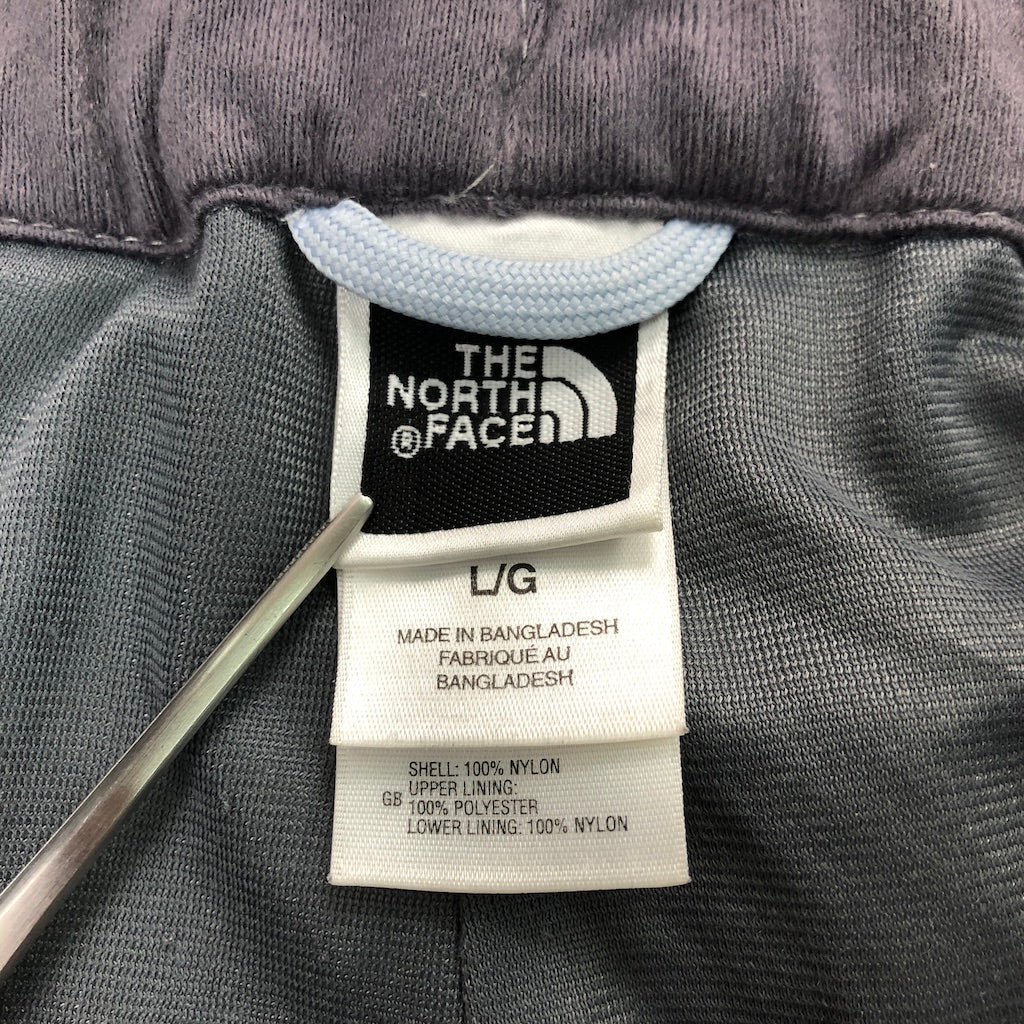 THE
NORTH
FACE
®
L/G
MADE IN BANGLADESH
FABRIQUÉ AU
BANGLADESH
SHELL: 100% NYLON
UPPER LINING:
GB 100% POLYESTER
LOWER LINING: 100% NYLON